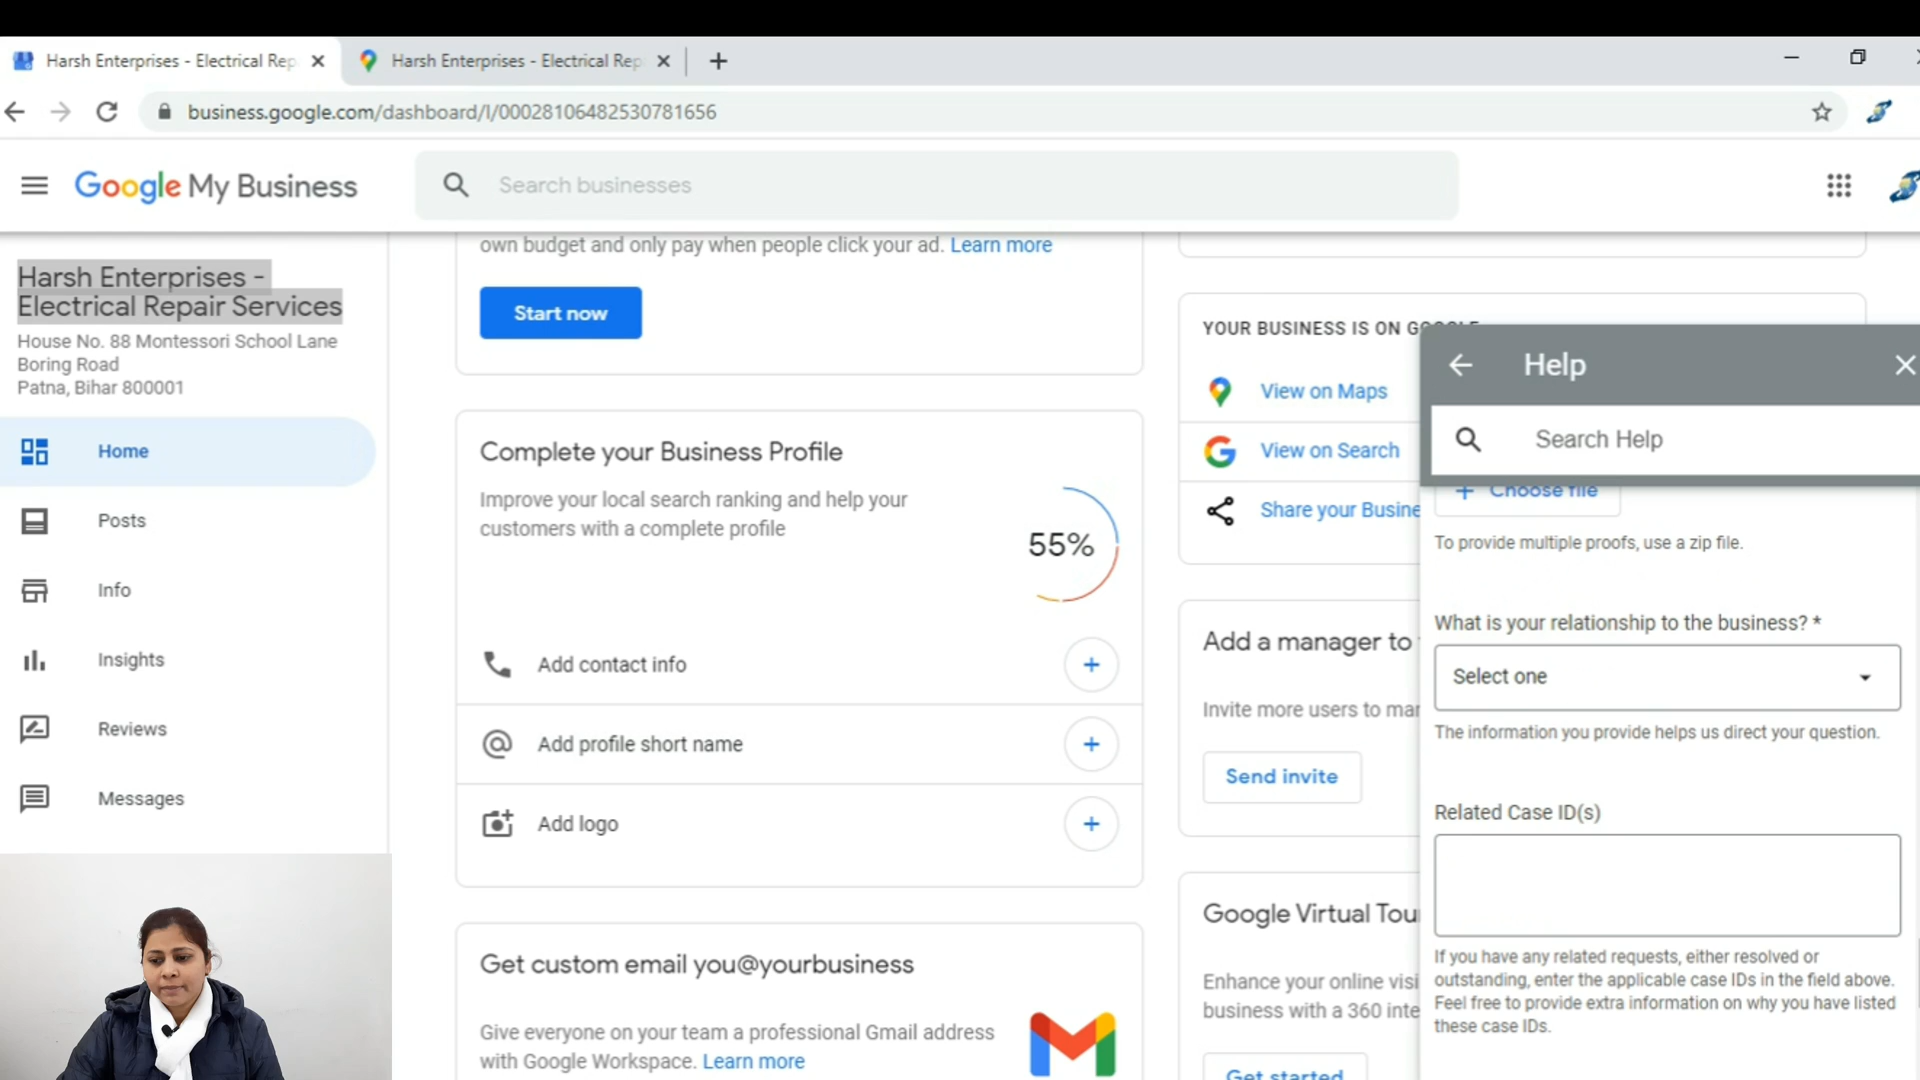 Harsh Enterprises - Electrical Rep
Harsh Enterprises - Electrical Rep
business.google.com/dashboard/l/00028106482530781656
Google My Business
Search businesses
Harsh Enterprises -
Electrical Repair Services
House No. 88 Montessori School Lane
Boring Road
Patna, Bihar 800001
Home
Posts
Info
Insights
Reviews
Messages
own budget and only pay when people click your ad. Learn more
Start now
Complete your Business Profile
Improve your local search ranking and help your
customers with a complete profile
55%
Add contact info
Add profile short name
Add logo
Get custom email you@yourbusiness
Give everyone on your team a professional Gmail address
with Google Workspace. Learn more
YOUR BUSINESS IS ON GOOGLE
View on Maps
View on Search
Share your Busine
Add a manager to
Invite more users to mar
Send invite
Google Virtual Tou
Enhance your online visi
business with a 360 inte
Get started
Help
Search Help
Choose file
To provide multiple proofs, use a zip file.
What is your relationship to the business? *
Select one
The information you provide helps us direct your question.
Related Case ID(s)
If you have any related requests, either resolved or
outstanding, enter the applicable case IDs in the field above.
Feel free to provide extra information on why you have listed
these case IDs.